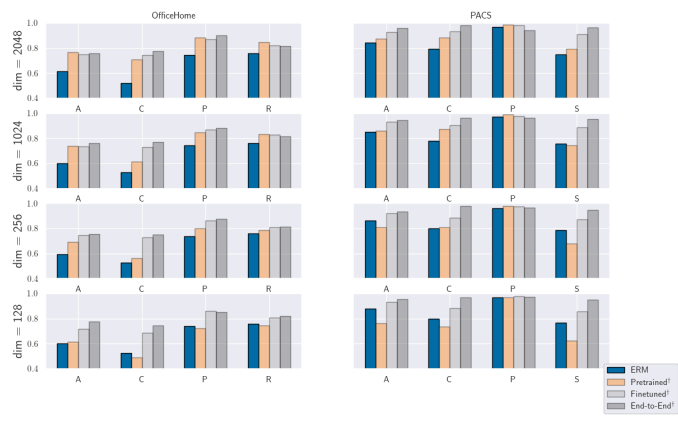 OfficeHome
PACS
dim = 2048
1.0
0.8
0.6
0.4
A C P R
A C P S
dim = 1024
1.0
0.8
0.6
0.4
A C P R
A C P S
dim = 256
1.0
0.8
0.6
0.4
A C P R
A C P S
dim = 128
1.0
0.8
0.6
0.4
A C P R
A C P S
ERM
Pretrained†
Finetuned†
End-to-End†